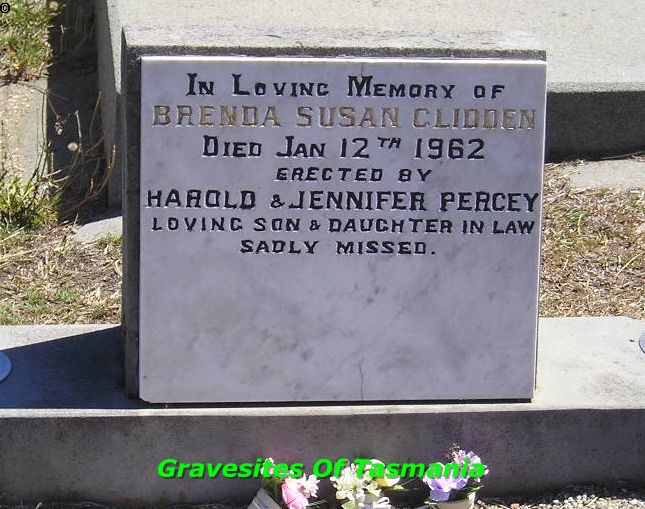 ©
IN LOVING MEMORY OF
BRENDA SUSAN GLIDDEN
DIED JAN 12TH 1962
ERECTED BY
HAROLD & JENNIFER PERCEY
LOVING SON & DAUGHTER IN LAW
SADLY MISSED.
Gravesites Of Tasmania